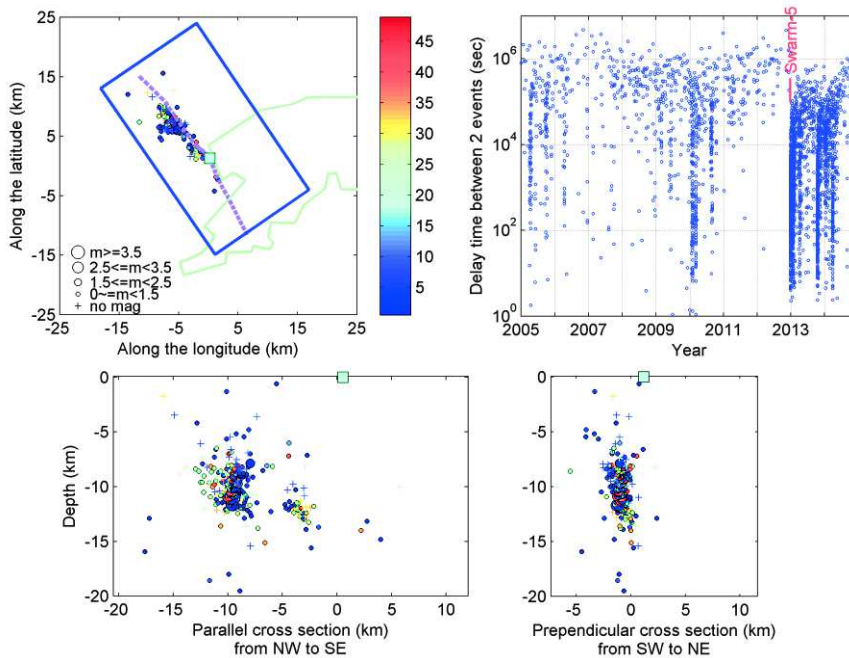 25
15
5
-5
-15
-25
Along the latitude (km)
m>=3.5
2.5<=m<3.5
1.5<=m<2.5
0~=m<1.5
no mag
-25 -15 -5 5 15 25
Along the longitude (km)
45
40
35
30
25
20
15
10
5
Delay time between 2 events (sec)
10^6
10^4
10^2
10^0
Swarm-5
2005 2007 2009 2011 2013
Year
0
-5
-10
-15
-20
Depth (km)
-20 -15 -10 -5 0 5 10
Parallel cross section (km)
from NW to SE
0
-5
-10
-15
-20
-5 0 5 10
Prependicular cross section (km)
from SW to NE